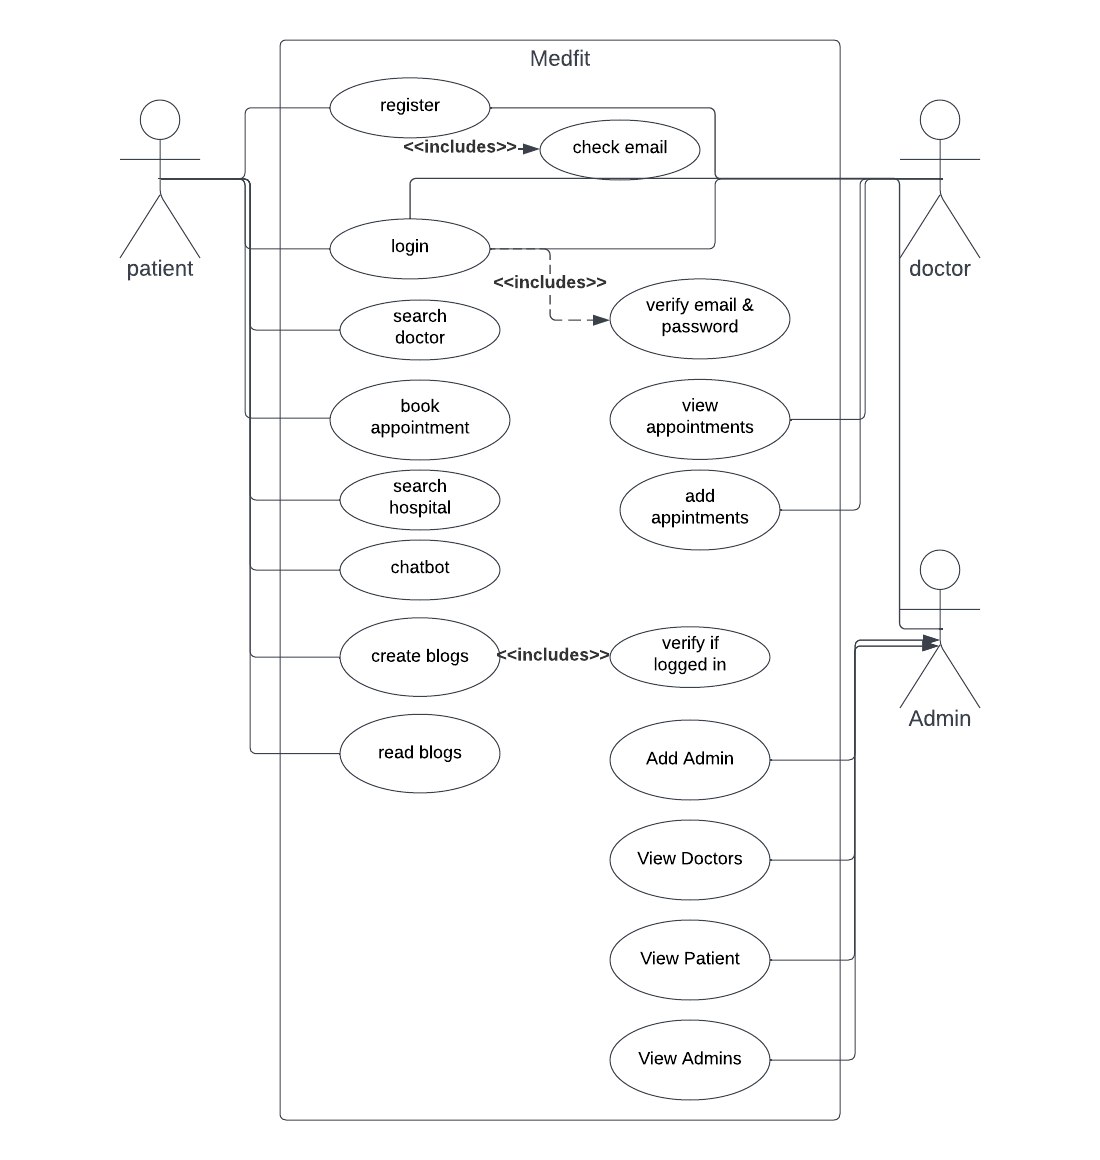 Medfit
register
<<includes>>
check email
login
patient
doctor
<<includes>>
verify email &
password
search
doctor
book
appointment
view
appointments
search
hospital
add
appintments
chatbot
create blogs
<<includes>>
verify if
logged in
Admin
read blogs
Add Admin
View Doctors
View Patient
View Admins